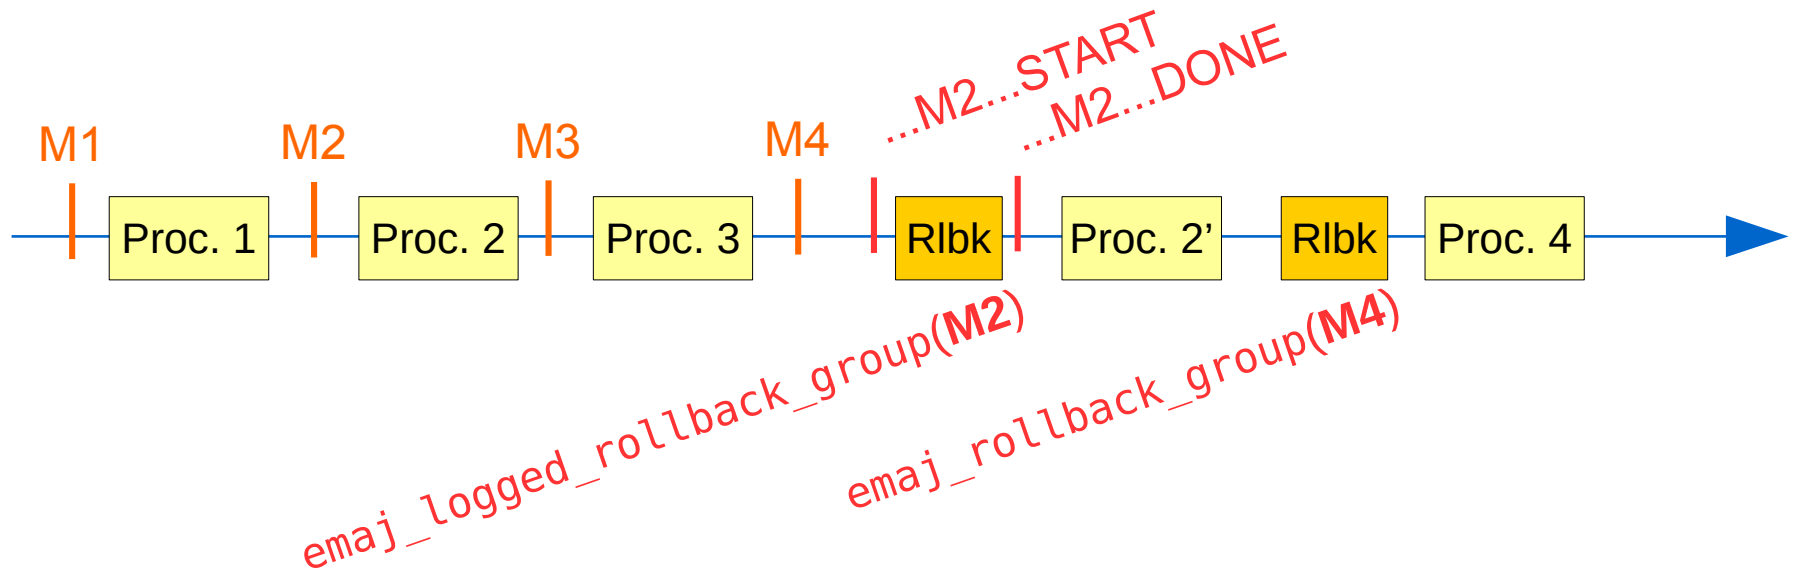 ...M2...START
...M2...DONE
M1
M2
M3
M4
Proc. 1
Proc. 2
Proc. 3
Rlbk
Proc. 2’
Rlbk
Proc. 4
emaj_logged_rollback_group(M2)
emaj_rollback_group(M4)